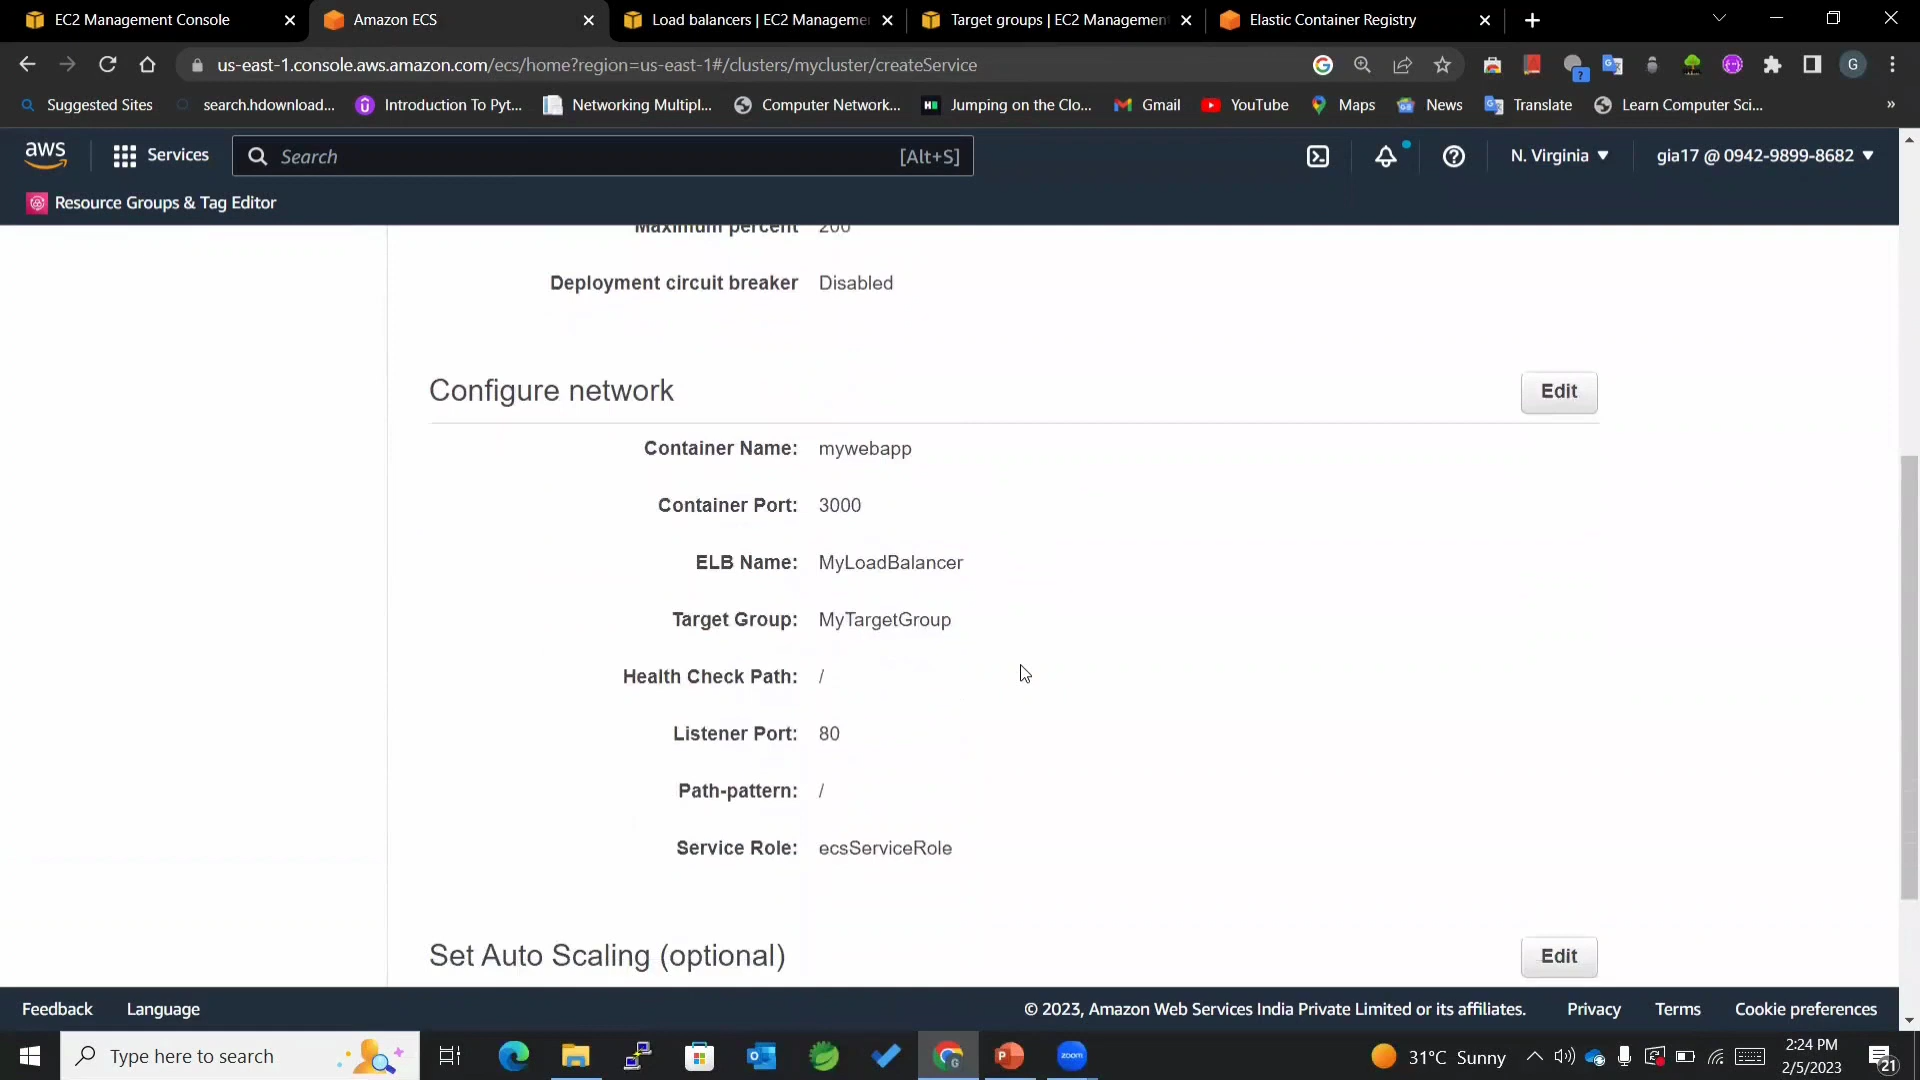 EC2 Management Console
Amazon ECS
Load balancers | EC2 Manageme
Target groups | EC2 Management
Elastic Container Registry
us-east-1.console.aws.amazon.com/ecs/home?region=us-east-1#/clusters/mycluster/createService
G
Suggested Sites
search.hdownload...
Introduction To Pyt...
Networking Multipl...
Computer Network...
Jumping on the Clo...
Gmail
YouTube
Maps
News
Translate
Learn Computer Sci...
»
aws
Services
Search
[Alt+S]
N. Virginia
gia17 @ 0942-9899-8682
Resource Groups & Tag Editor
Maximum percent 200
Deployment circuit breaker Disabled
Configure network
Edit
Container Name: mywebapp
Container Port: 3000
ELB Name: MyLoadBalancer
Target Group: MyTargetGroup
Health Check Path: /
Listener Port: 80
Path-pattern: /
Service Role: ecsServiceRole
Set Auto Scaling (optional)
Edit
Feedback
Language
© 2023, Amazon Web Services India Private Limited or its affiliates.
Privacy
Terms
Cookie preferences
Type here to search
zoom
31°C Sunny
2:24 PM
2/5/2023
21